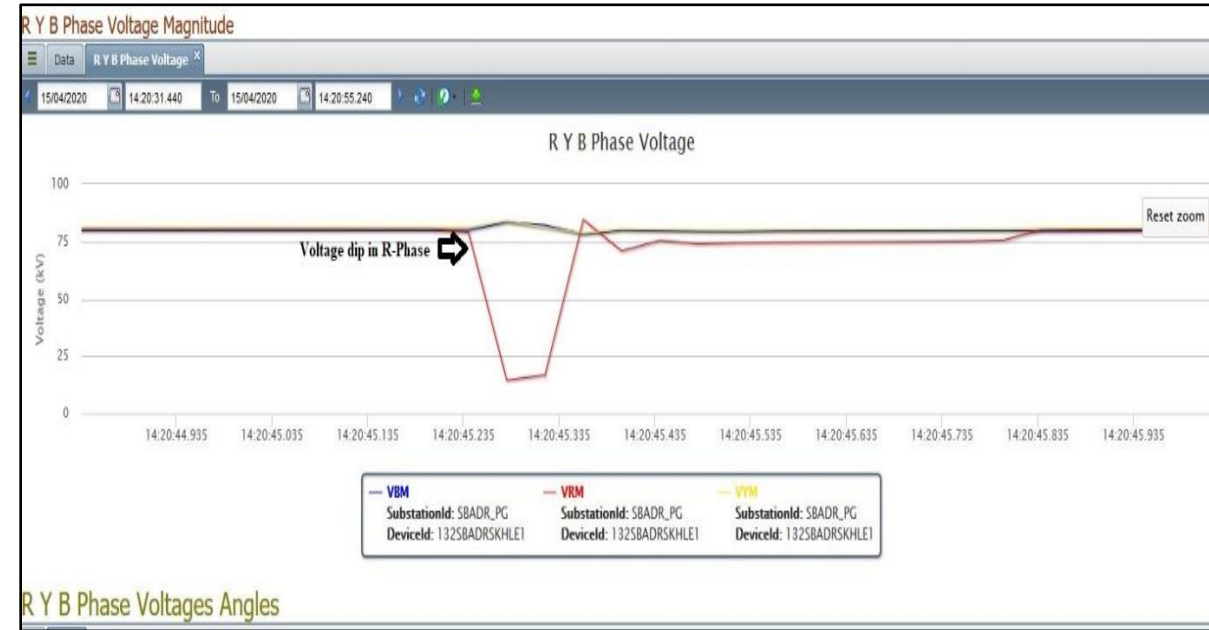 R Y B Phase Voltage Magnitude
Data R Y B Phase Voltage x
15/04/2020 14:20:31.440 To 15/04/2020 14:20:55.240
R Y B Phase Voltage
100
75
50
25
0
Voltage (kV)
Reset zoom
Voltage dip in R-Phase
14:20:44.935 14:20:45.035 14:20:45.135 14:20:45.235 14:20:45.335 14:20:45.435 14:20:45.535 14:20:45.635 14:20:45.735 14:20:45.835 14:20:45.935
VBM VRM VYM
SubstationId: SBADR_PG SubstationId: SBADR_PG SubstationId: SBADR_PG
DeviceId: 132SBADRSKHLE1 DeviceId: 132SBADRSKHLE1 DeviceId: 132SBADRSKHLE1
R Y B Phase Voltages Angles